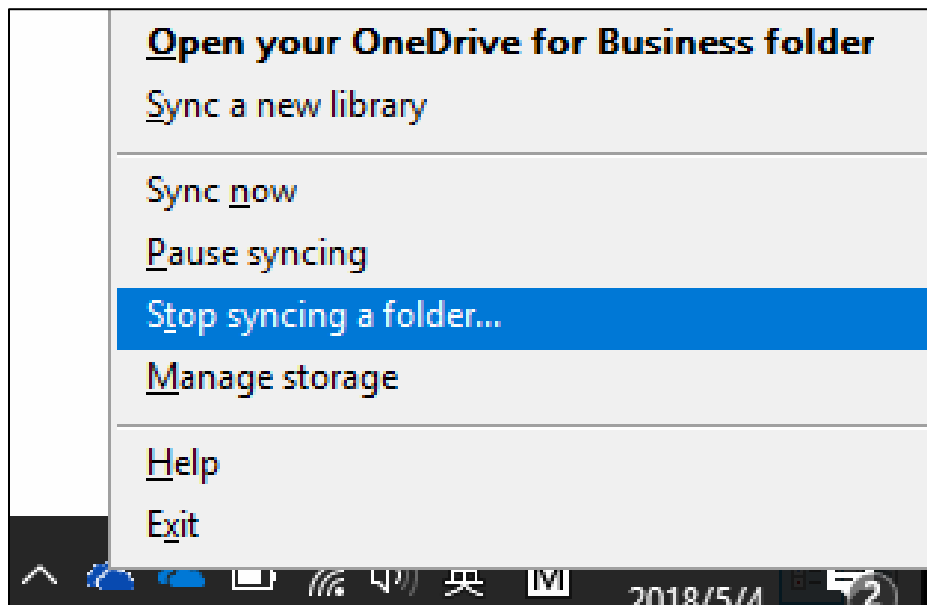 Open your OneDrive for Business folder
Sync a new library
Sync now
Pause syncing
Stop syncing a folder...
Manage storage
Help
Exit
英 M 2018/5/4 2